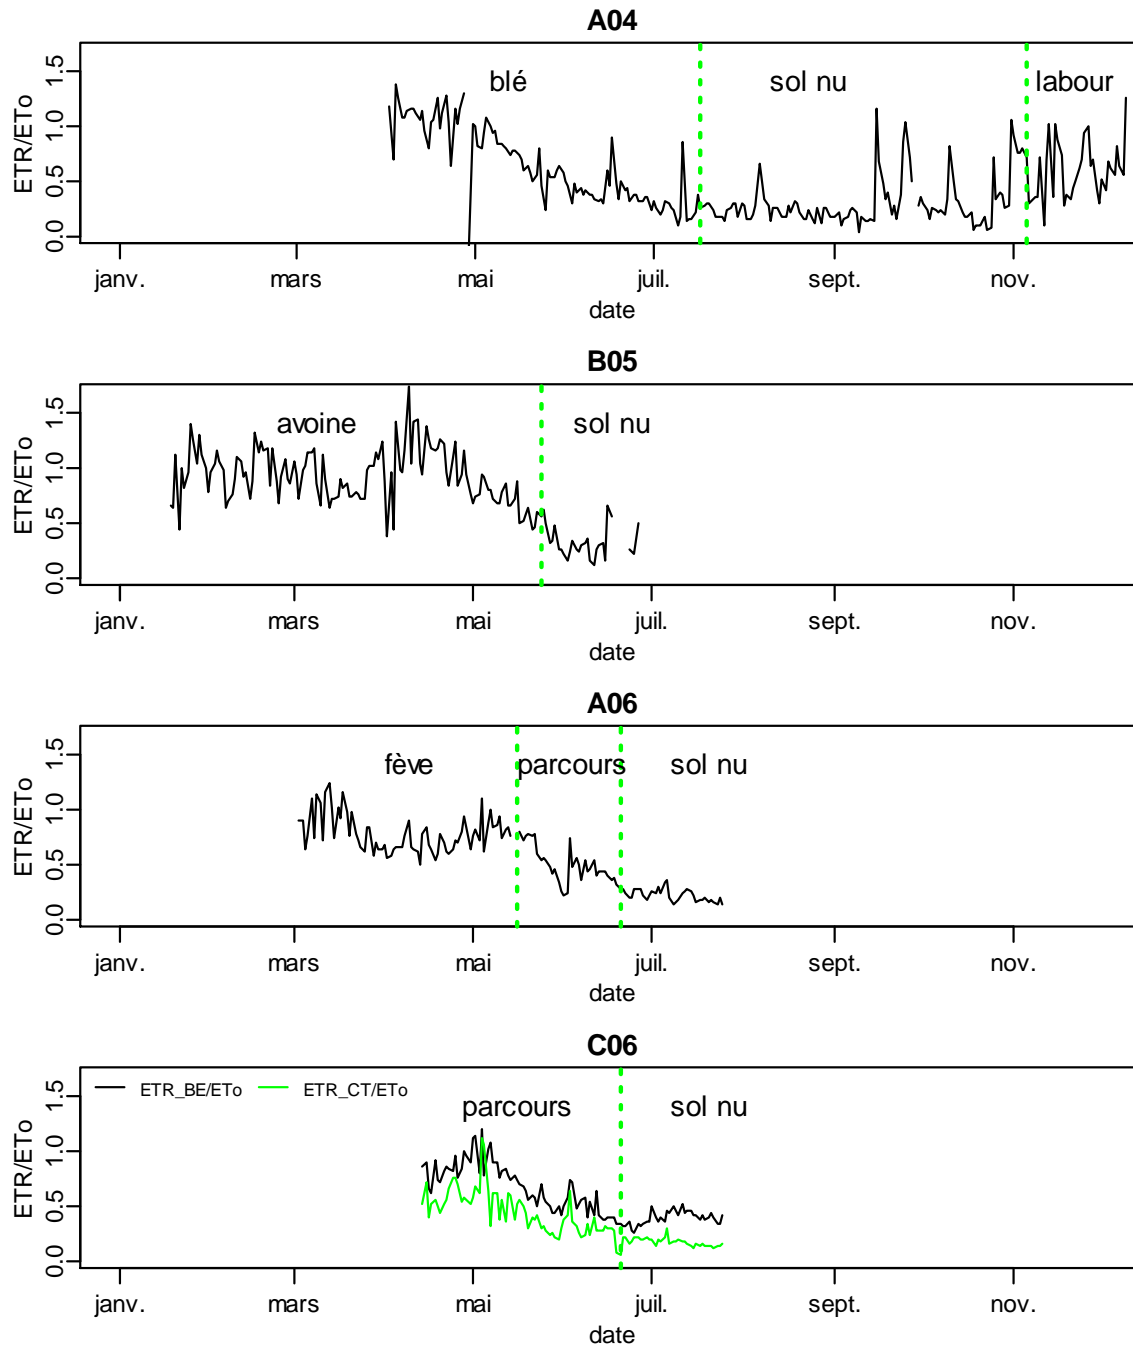 A04
ETR/ETo
0.0 0.5 1.0 1.5
blé sol nu labour
janv. mars mai juil. sept. nov.
date
B05
ETR/ETo
0.0 0.5 1.0 1.5
avoine sol nu
janv. mars mai juil. sept. nov.
date
A06
ETR/ETo
0.0 0.5 1.0 1.5
fève parcours sol nu
janv. mars mai juil. sept. nov.
date
C06
ETR/ETo
0.0 0.5 1.0 1.5
ETR_BE/ETo ETR_CT/ETo
parcours sol nu
janv. mars mai juil. sept. nov.
date